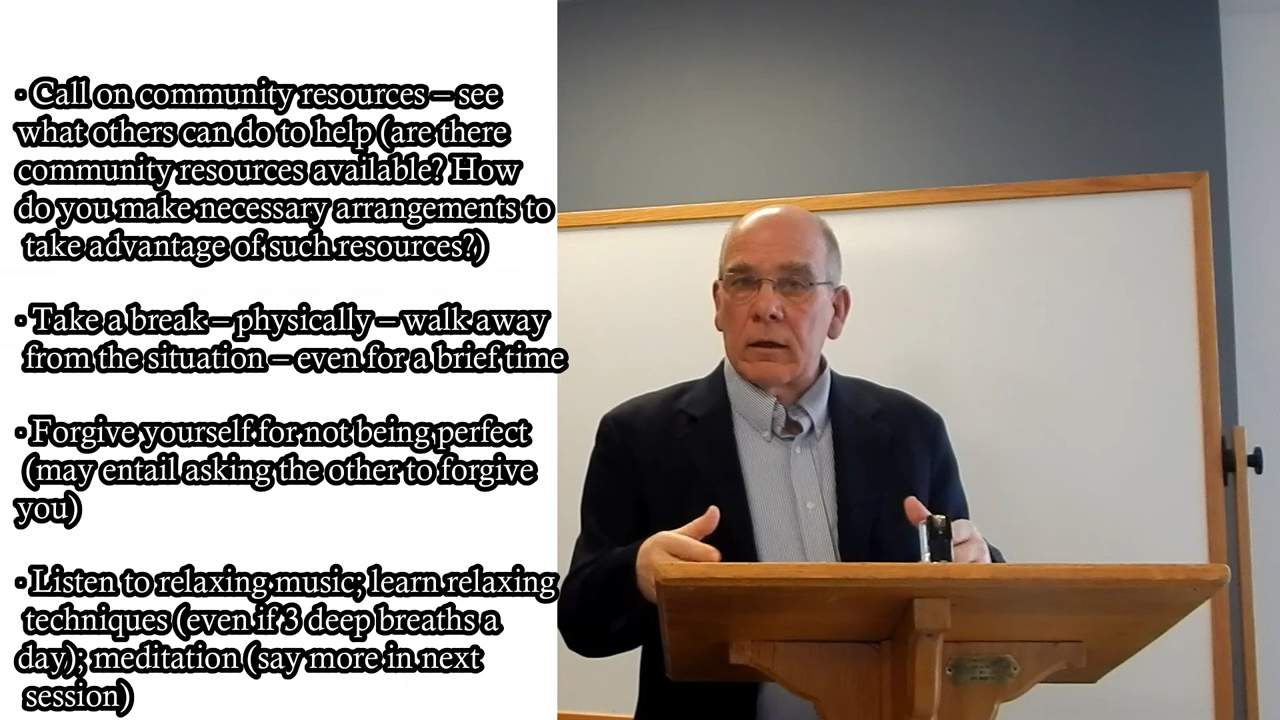 · Call on community resources – see
what others can do to help (are there
community resources available? How
do you make necessary arrangements to
take advantage of such resources?)
· Take a break – physically – walk away
from the situation – even for a brief time
· Forgive yourself for not being perfect
(may entail asking the other to forgive
you)
· Listen to relaxing music; learn relaxing
techniques (even if 3 deep breaths a
day); meditation (say more in next
session)